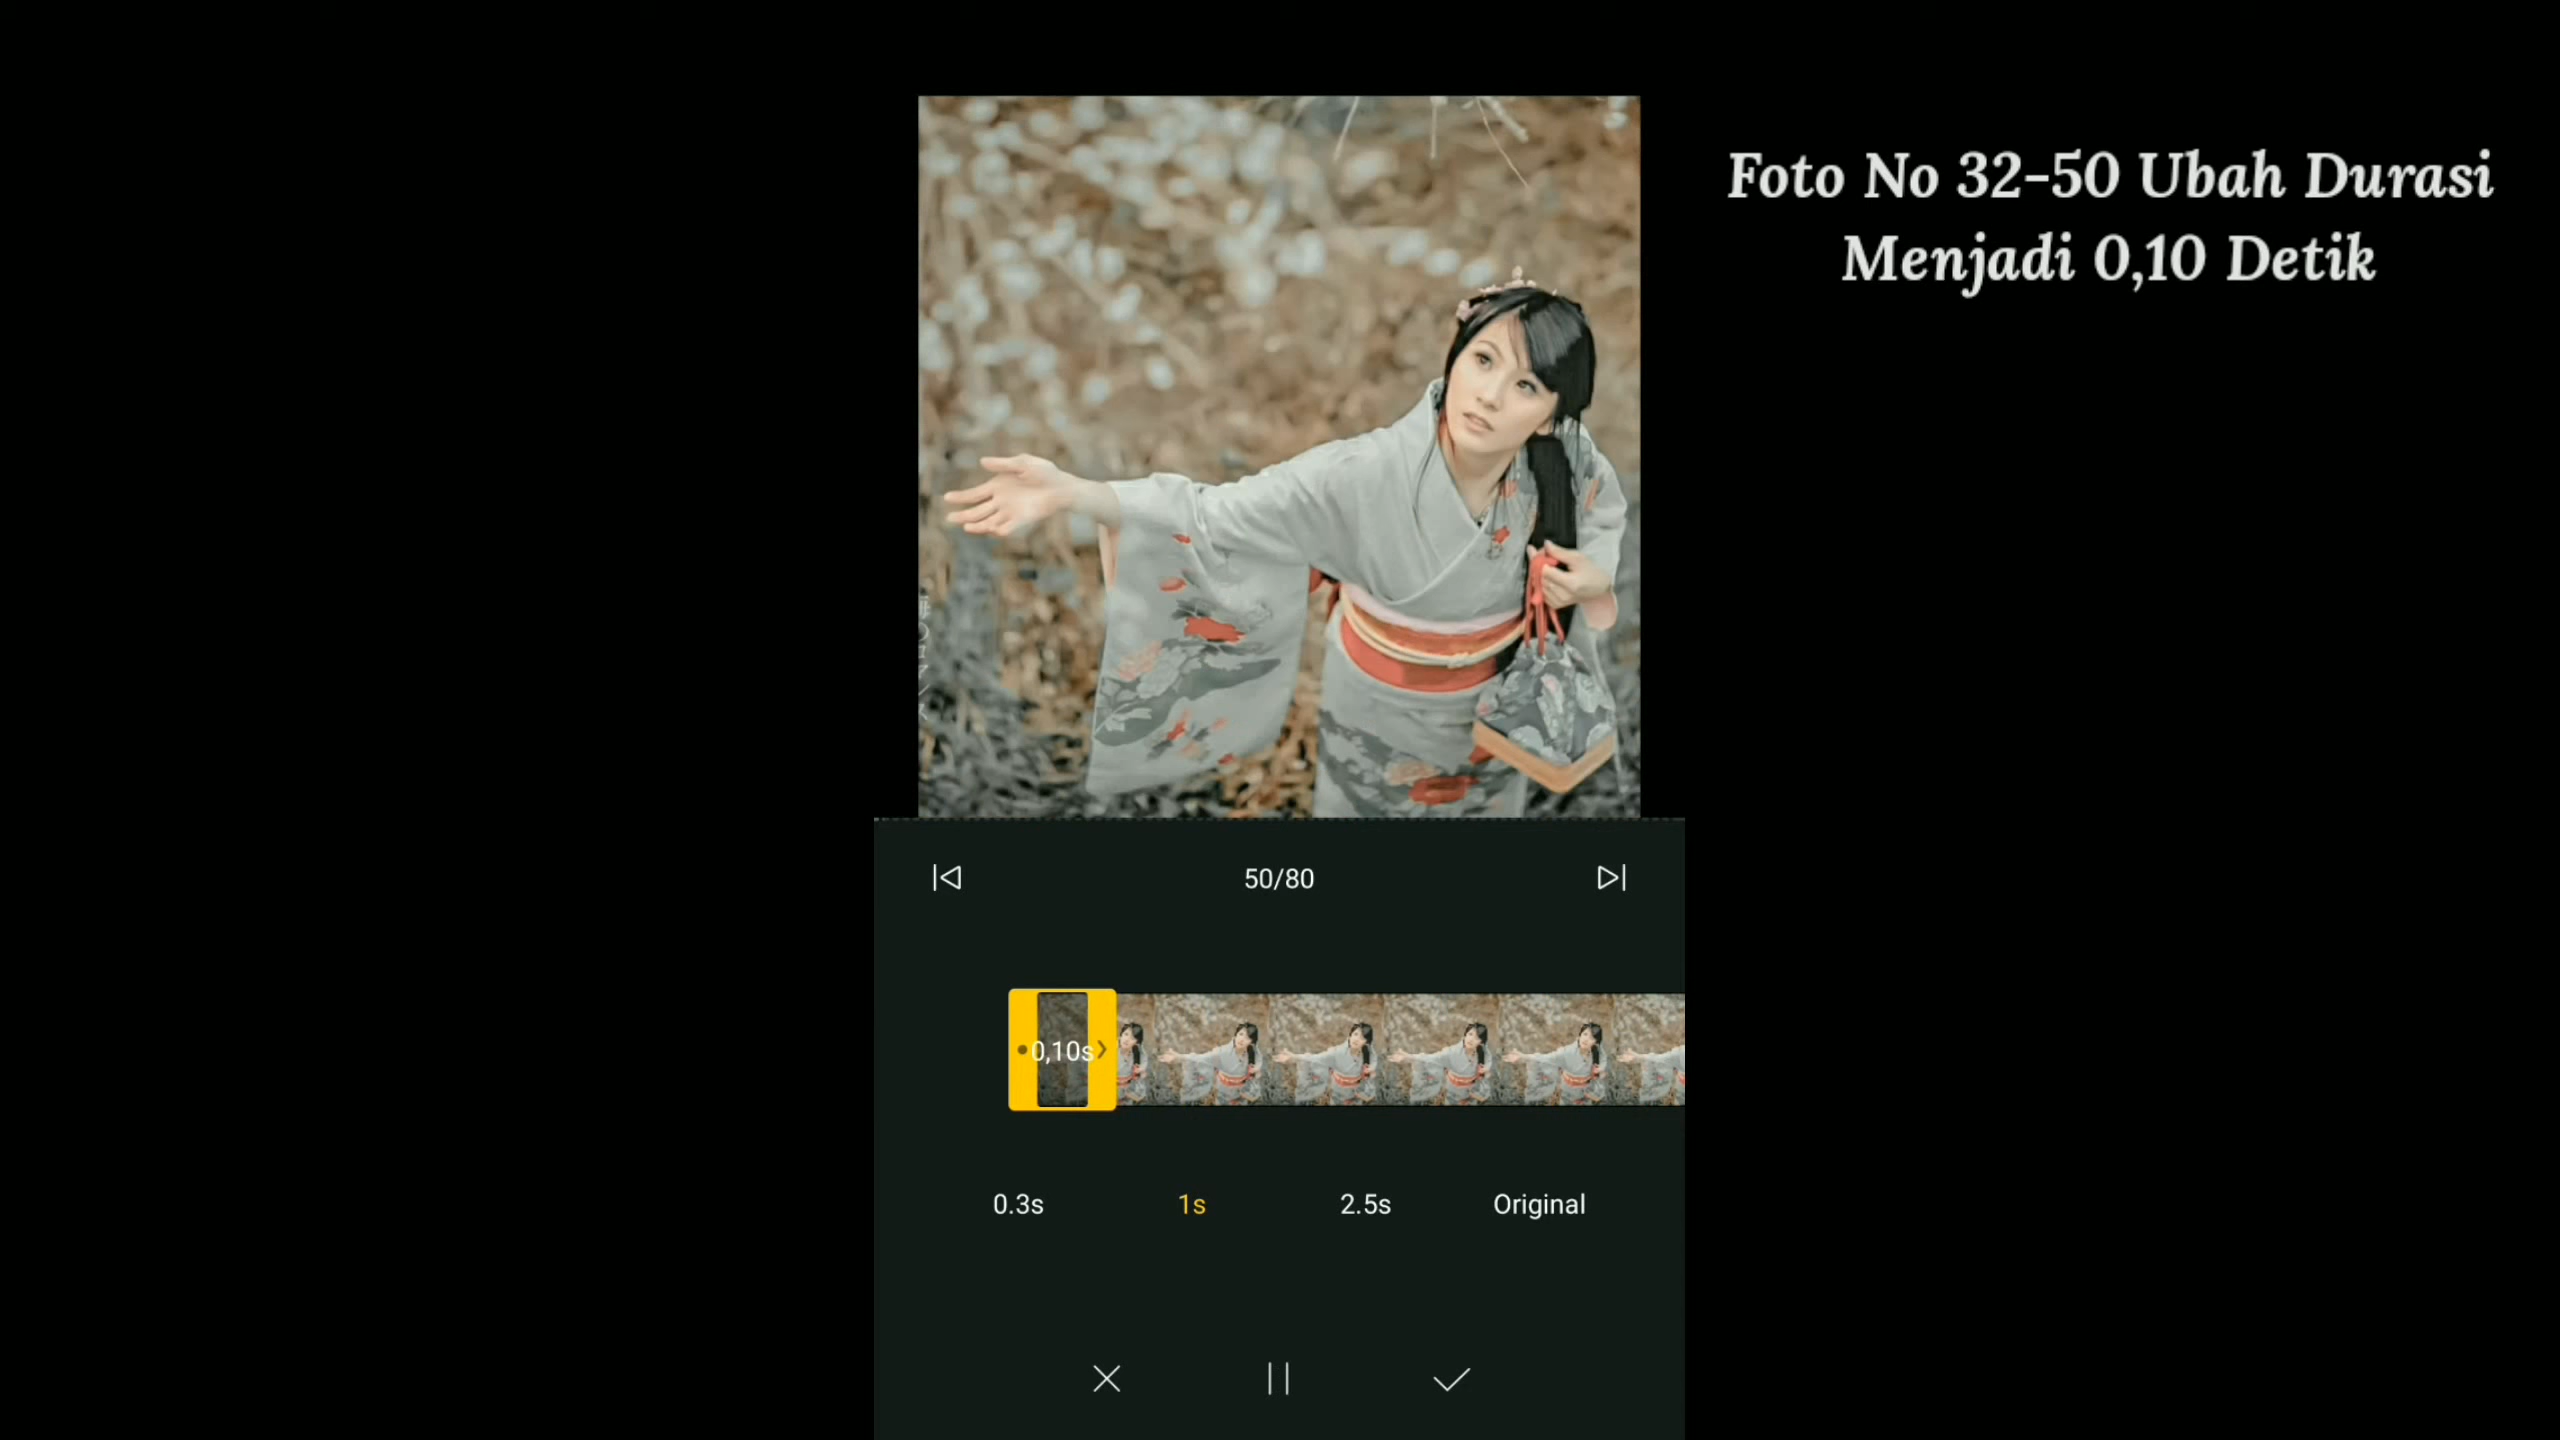 Foto No 32-50 Ubah Durasi
Menjadi 0,10 Detik
50/80
0,10s
0.3s 1s 2.5s Original